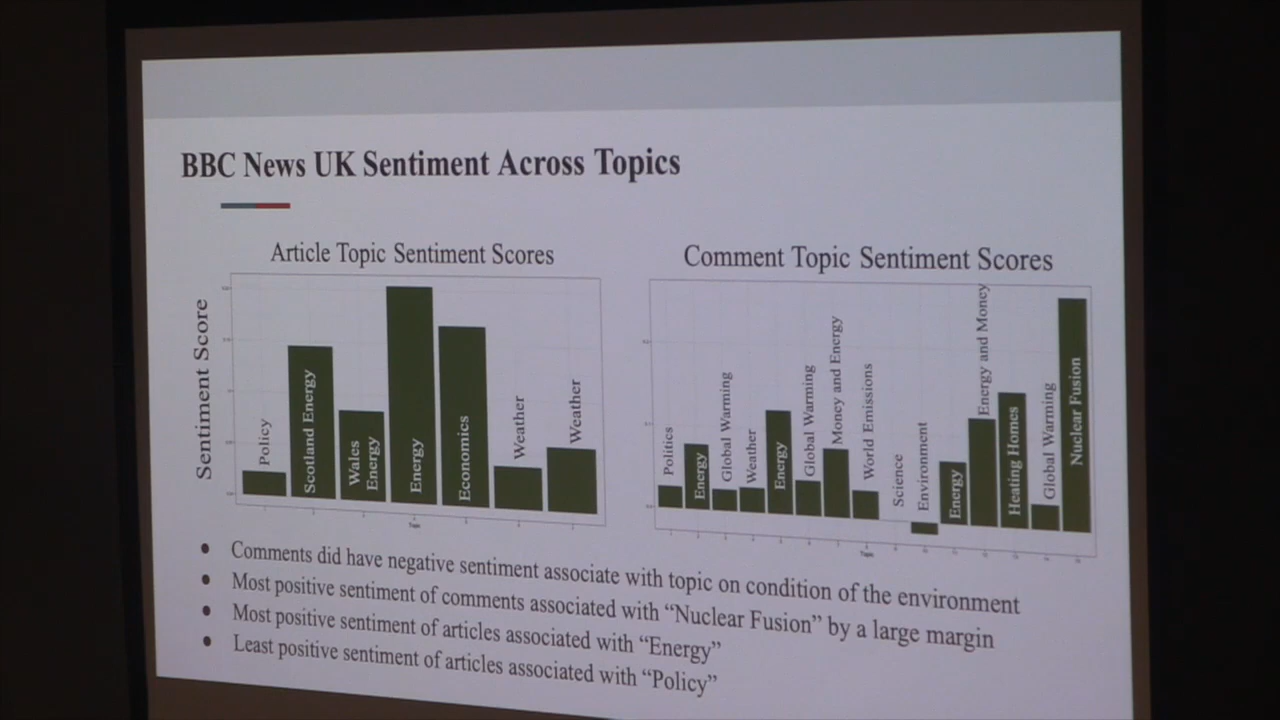 BBC News UK Sentiment Across Topics
Article Topic Sentiment Scores
Sentiment Score
Policy
Scotland Energy
Wales
Energy
Energy
Economics
Weather
Weather
Topic
Comment Topic Sentiment Scores
Politics
Energy
Global Warming
Weather
Energy
Global Warming
Money and Energy
World Emissions
Science
Environment
Energy
Energy and Money
Heating Homes
Global Warming
Nuclear Fusion
Topic
• Comments did have negative sentiment associate with topic on condition of the environment
• Most positive sentiment of comments associated with “Nuclear Fusion” by a large margin
• Most positive sentiment of articles associated with “Energy”
• Least positive sentiment of articles associated with “Policy”